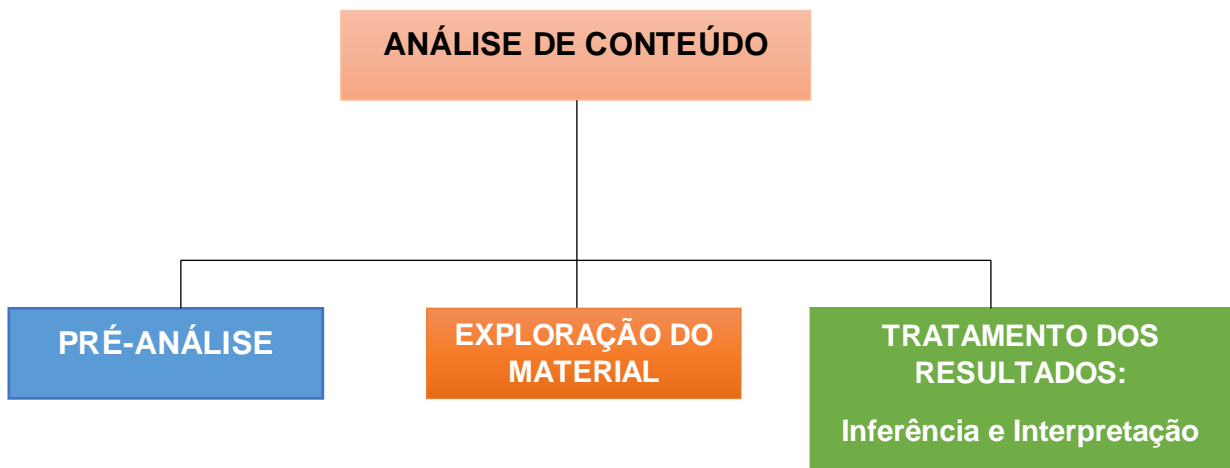 ANÁLISE DE CONTEÚDO
PRÉ-ANÁLISE
EXPLORAÇÃO DO
MATERIAL
TRATAMENTO DOS
RESULTADOS:
Inferência e Interpretação